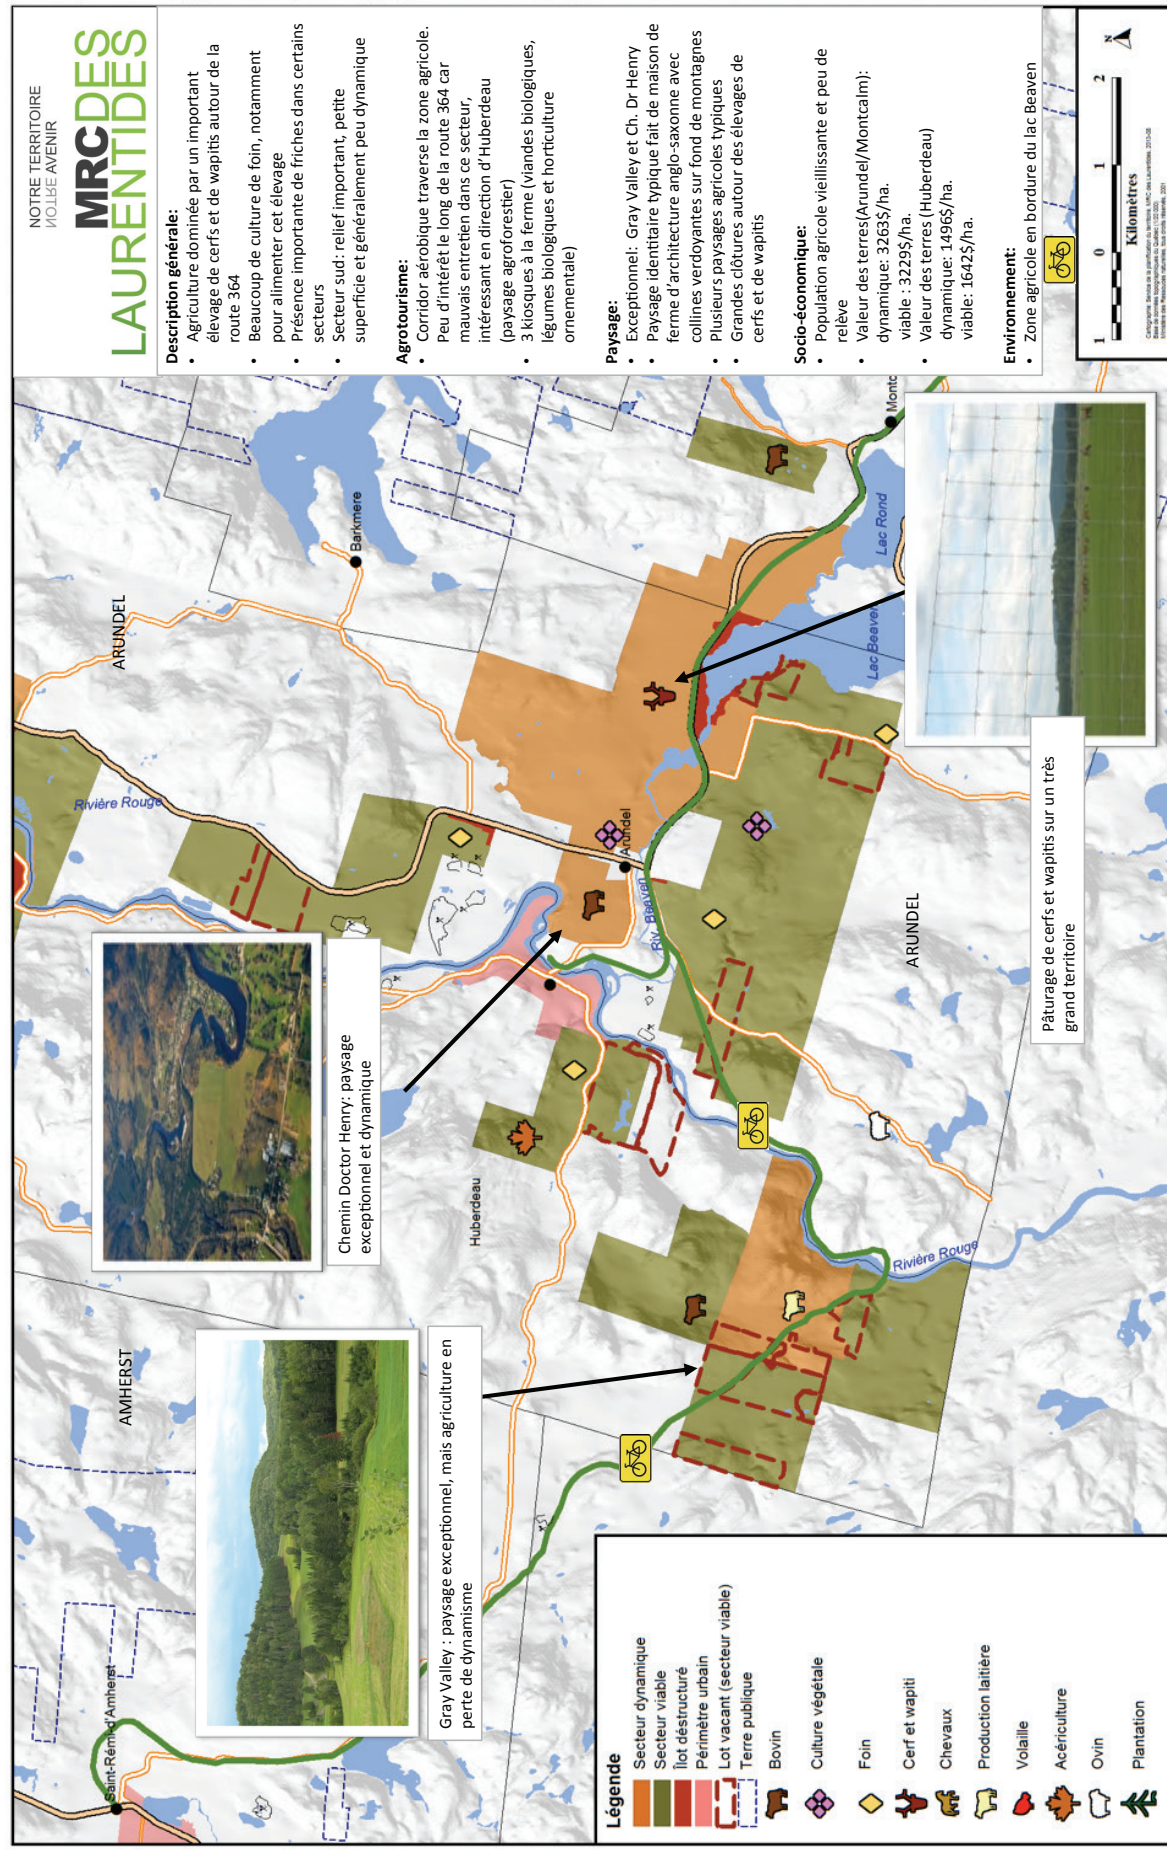 NOTRE TERRITOIRE
NOTRE AVENIR
MRCDES
LAURENTIDES
Description générale:
• Agriculture dominée par un important
élevage de cerfs et de wapitis autour de la
route 364
• Beaucoup de culture de foin, notamment
pour alimenter cet élevage
• Présence importante de friches dans certains
secteurs
• Secteur sud: relief important, petite
superficie et généralement peu dynamique
Agrotourisme:
• Corridor aérobique traverse la zone agricole.
Peu d'intérêt le long de la route 364 car
mauvais entretien dans ce secteur,
intéressant en direction d'Huberdeau
(paysage agroforestier)
• 3 kiosques à la ferme (viandes biologiques,
légumes biologiques et horticulture
ornementale)
Paysage:
• Exceptionnel: Gray Valley et Ch. Dr Henry
• Paysage identitaire typique fait de maison de
ferme d'architecture anglo-saxonne avec
collines verdoyantes sur fond de montagnes
• Plusieurs paysages agricoles typiques
• Grandes clôtures autour des élevages de
cerfs et de wapitis
Socio-économique:
• Population agricole vieillissante et peu de
relève
• Valeur des terres(Arundel/Montcalm):
dynamique: 3263$/ha.
viable : 3229$/ha.
• Valeur des terres (Huberdeau)
dynamique: 1496$/ha.
viable: 1642$/ha.
Environnement:
• Zone agricole en bordure du lac Beaven
1 0 1 2
Kilomètres
N
AMHERST
Saint-Rémi-d'Amherst
ARUNDEL
Barkmere
Rivière Rouge
Huberdeau
Arundel
Riv. Beaven
Lac Beaven
Lac Rond
Montc
ARUNDEL
Rivière Rouge
Chemin Doctor Henry: paysage
exceptionnel et dynamique
Gray Valley : paysage exceptionnel, mais agriculture en
perte de dynamisme
Pâturage de cerfs et wapitis sur un très
grand territoire
Légende
Secteur dynamique
Secteur viable
Îlot déstructuré
Périmètre urbain
Lot vacant (secteur viable)
Terre publique
Bovin
Culture végétale
Foin
Cerf et wapiti
Chevaux
Production laitière
Volaille
Acériculture
Ovin
Plantation